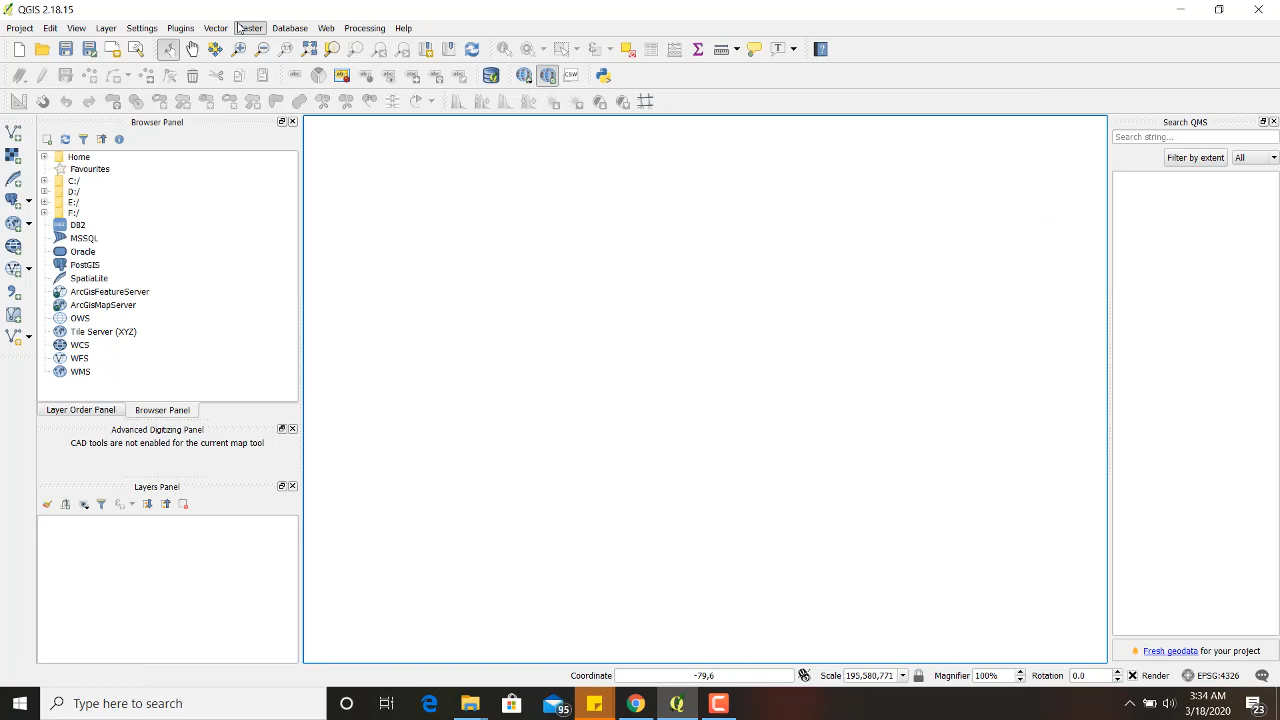 QGIS 2.18.15
Project Edit View Layer Settings Plugins Vector Raster Database Web Processing Help
Browser Panel
Home
Favourites
C:/
D:/
E:/
F:/
DB2
MSSQL
Oracle
PostGIS
SpatiaLite
ArcGisFeatureServer
ArcGisMapServer
OWS
Tile Server (XYZ)
WCS
WFS
WMS
Layer Order Panel Browser Panel
Advanced Digitizing Panel
CAD tools are not enabled for the current map tool
Layers Panel
Search QMS
Search string...
Filter by extent All
Fresh geodata for your project
Coordinate -79,6 Scale 195,580,771 Magnifier 100% Rotation 0.0 Render EPSG:4326
Type here to search
95
3:34 AM
3/18/2020
23